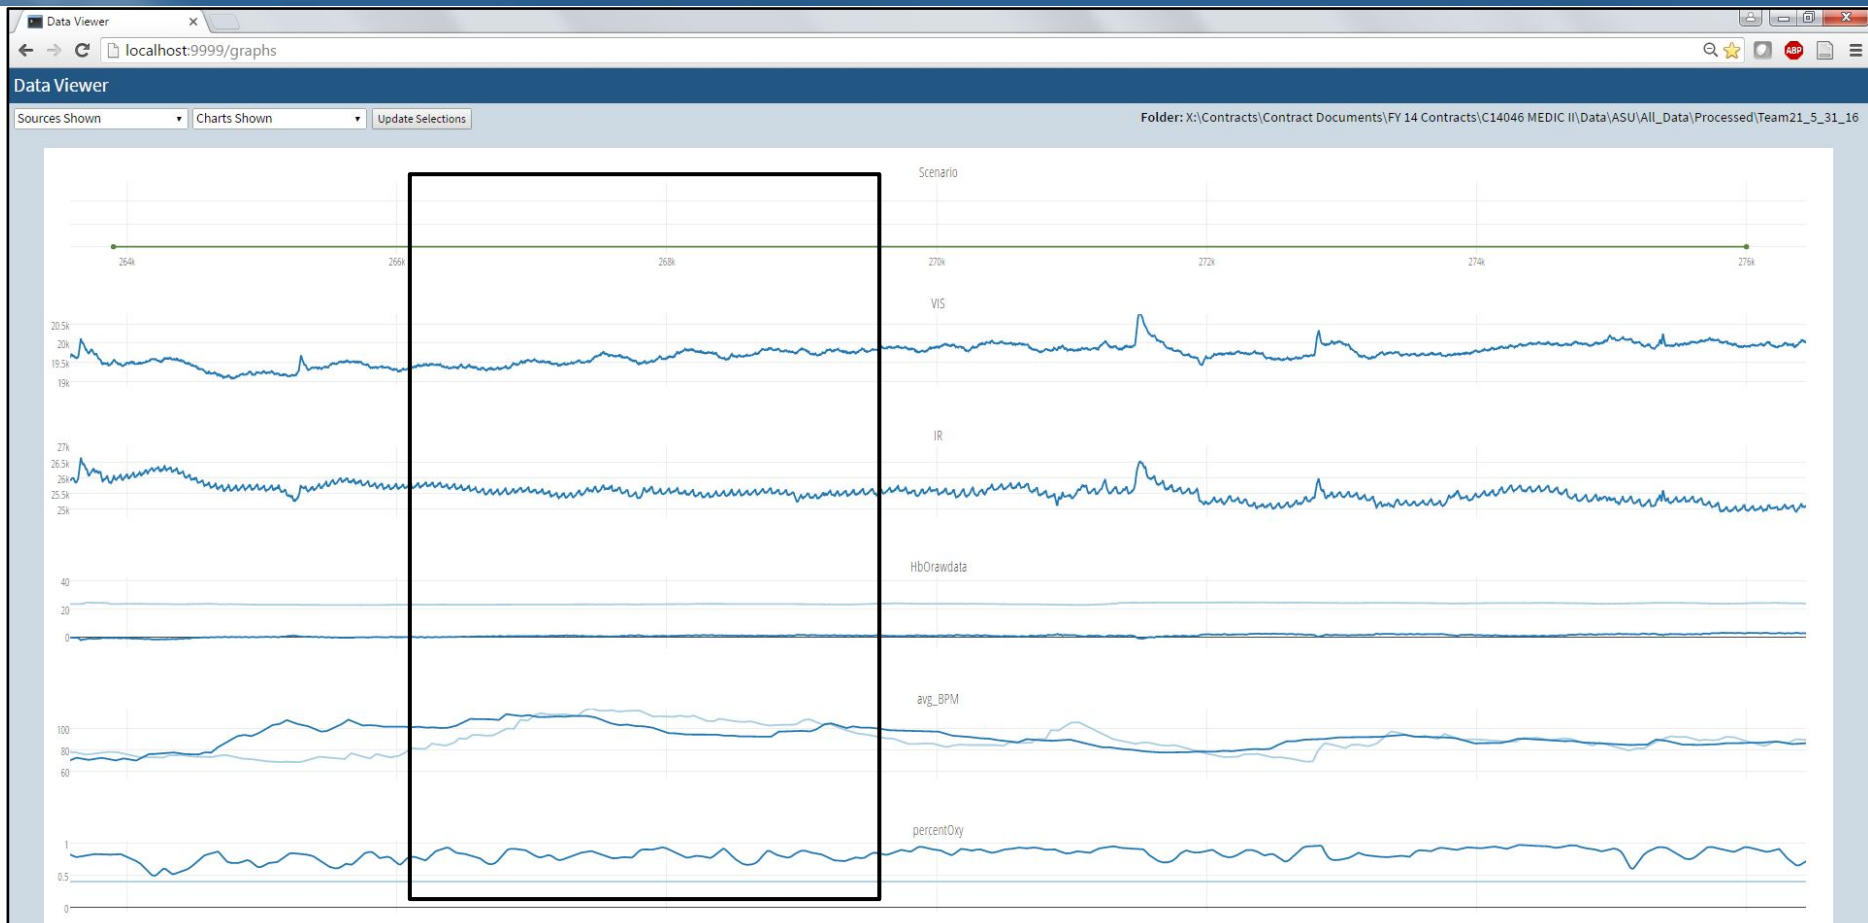 Data Viewer
localhost:9999/graphs
ABP
Data Viewer
Sources Shown Charts Shown Update Selections Folder: X:\Contracts\Contract Documents\FY 14 Contracts\C14046 MEDIC II\Data\ASU\All_Data\Processed\Team21_5_31_16
Scenario
264k 266k 268k 270k 272k 274k 276k
VIS
20.5k
20k
19.5k
19k
IR
27k
26.5k
26k
25.5k
25k
HbOrawdata
40
20
0
avg_BPM
100
80
60
percentOxy
1
0.5
0